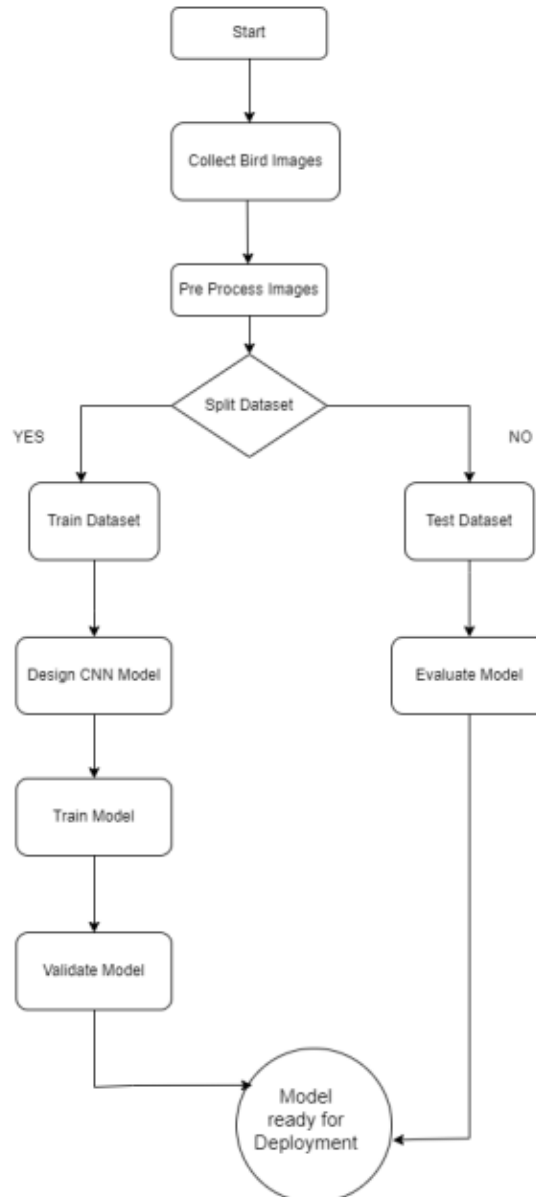 Start
Collect Bird Images
Pre Process Images
Split Dataset
YES
NO
Train Dataset
Test Dataset
Design CNN Model
Evaluate Model
Train Model
Validate Model
Model
ready for
Deployment